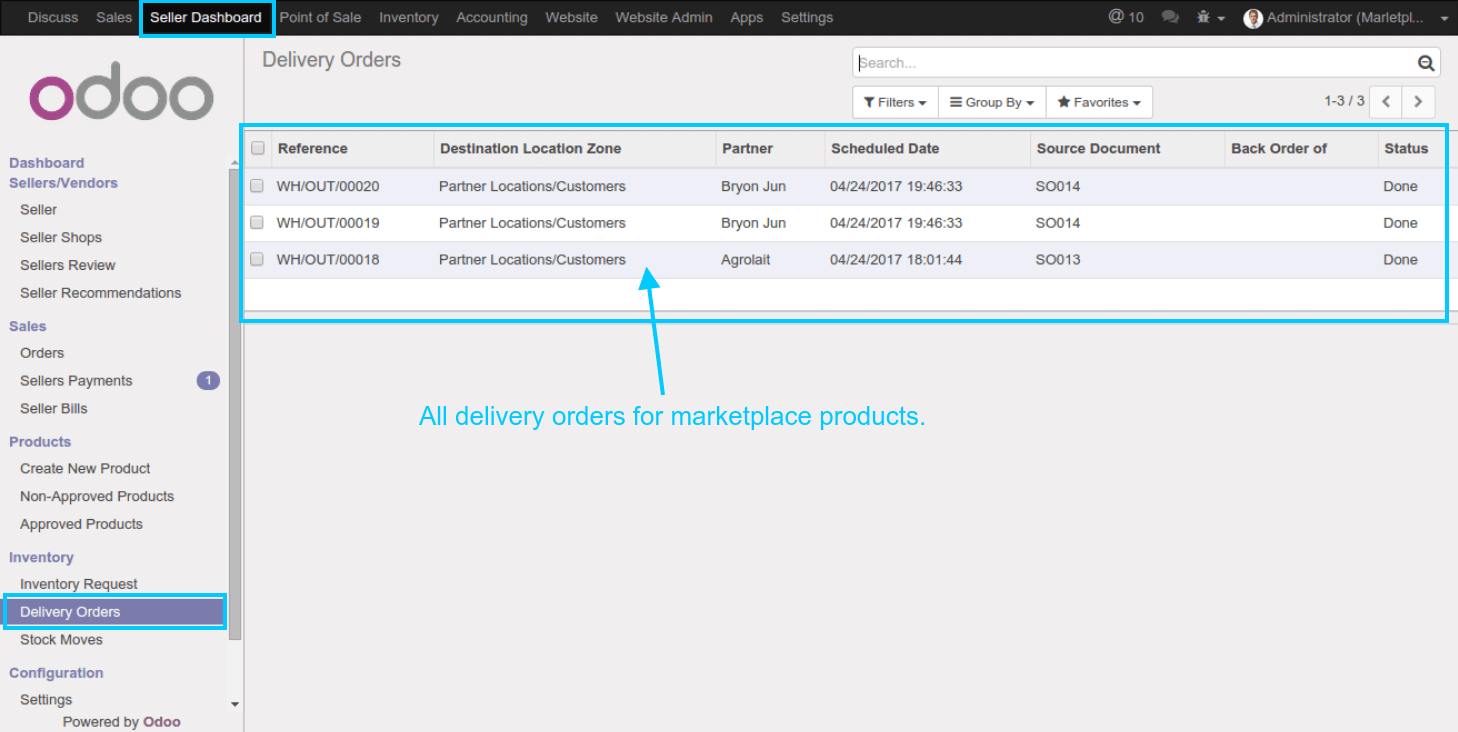 Discuss Sales Seller Dashboard Point of Sale Inventory Accounting Website Website Admin Apps Settings @ 10 Administrator (Marletpl...
odoo
Dashboard
Sellers/Vendors
Seller
Seller Shops
Sellers Review
Seller Recommendations
Sales
Orders
Sellers Payments 1
Seller Bills
Products
Create New Product
Non-Approved Products
Approved Products
Inventory
Inventory Request
Delivery Orders
Stock Moves
Configuration
Settings
Powered by Odoo
Delivery Orders
Search...
Filters Group By Favorites 1-3 / 3
Reference Destination Location Zone Partner Scheduled Date Source Document Back Order of Status
WH/OUT/00020 Partner Locations/Customers Bryon Jun 04/24/2017 19:46:33 SO014 Done
WH/OUT/00019 Partner Locations/Customers Bryon Jun 04/24/2017 19:46:33 SO014 Done
WH/OUT/00018 Partner Locations/Customers Agrolait 04/24/2017 18:01:44 SO013 Done
All delivery orders for marketplace products.